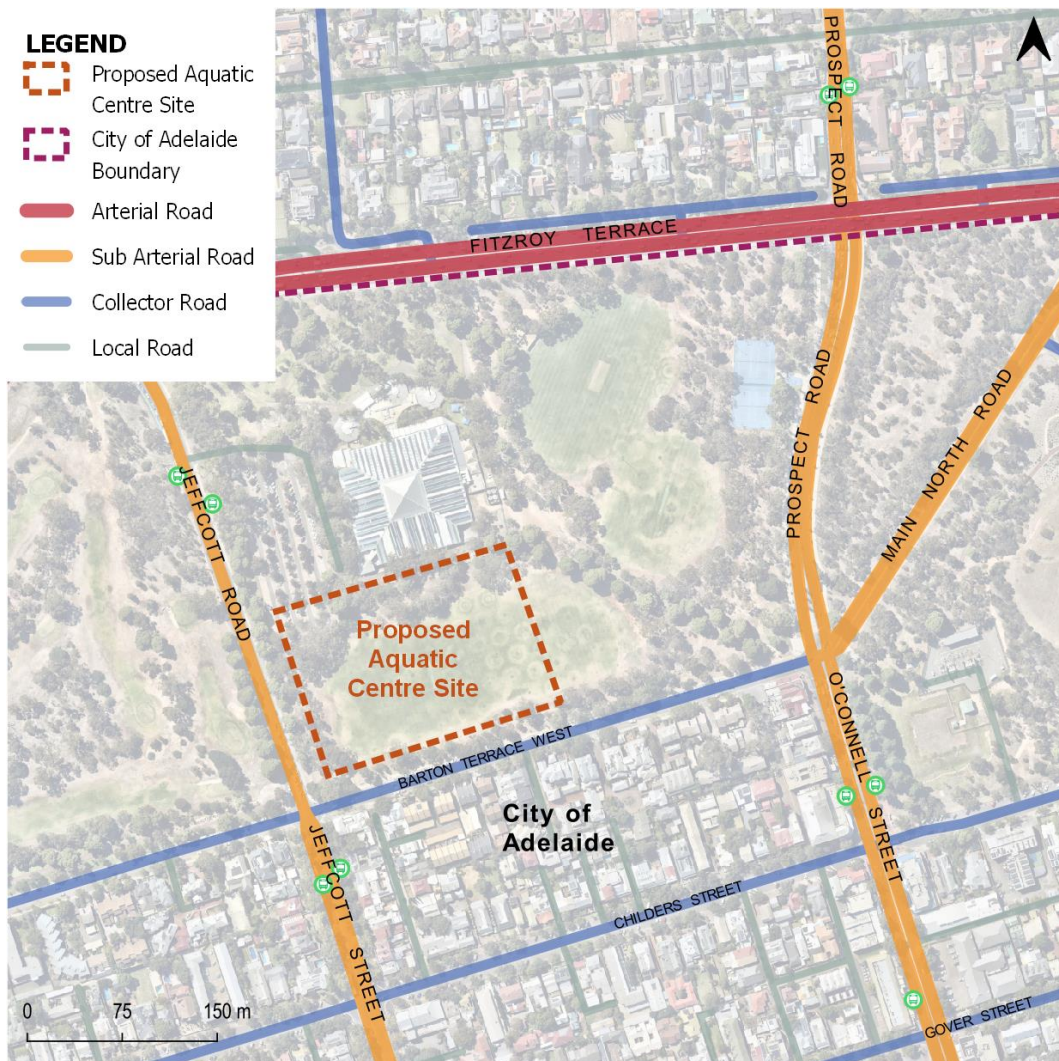 LEGEND
Proposed Aquatic
Centre Site
City of Adelaide
Boundary
Arterial Road
Sub Arterial Road
Collector Road
Local Road
PROSPECT ROAD
FITZROY TERRACE
PROSPECT ROAD
MAIN NORTH ROAD
JEFFCOTT ROAD
Proposed
Aquatic
Centre Site
O'CONNELL STREET
BARTON TERRACE WEST
City of
Adelaide
JEFFCOTT STREET
CHILDERS STREET
GOVER STREET
0 75 150 m